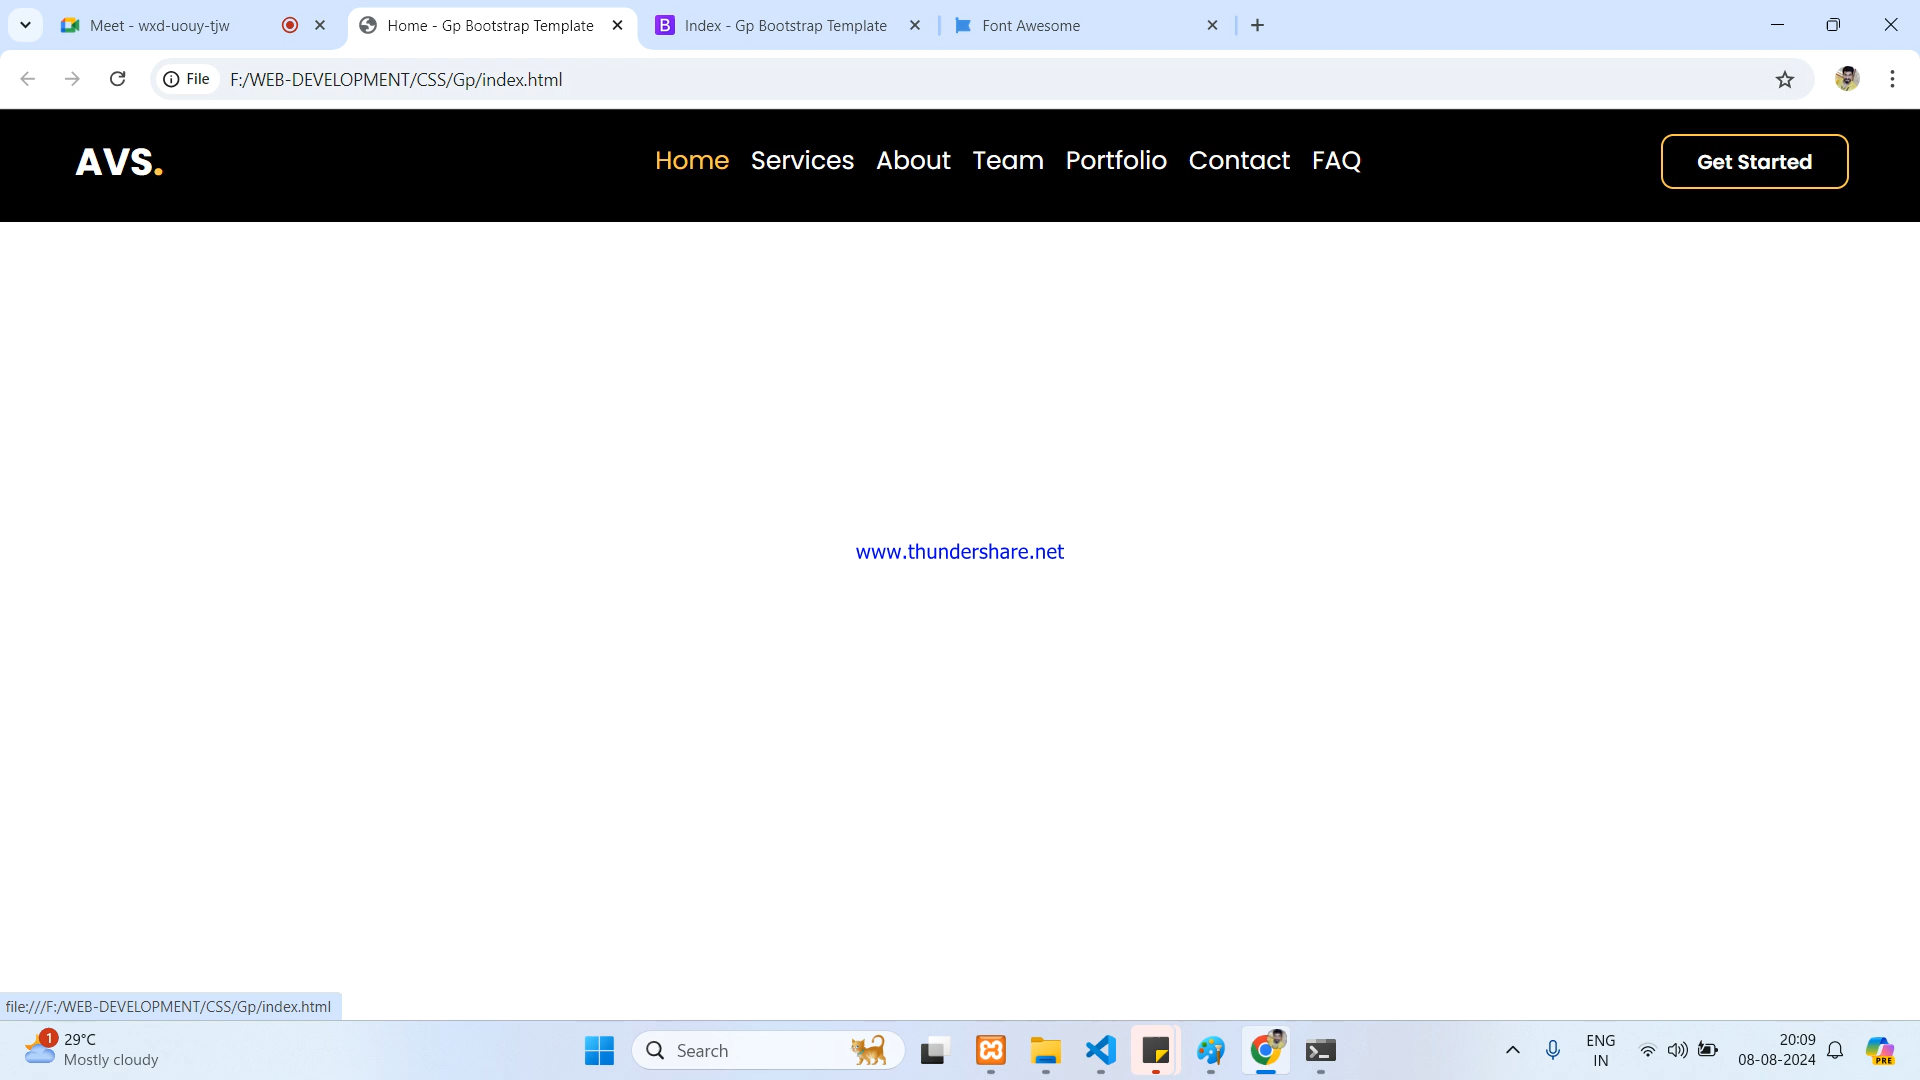 Meet - wxd-uouy-tjw
Home - Gp Bootstrap Template
B
Index - Gp Bootstrap Template
Font Awesome
File
F:/WEB-DEVELOPMENT/CSS/Gp/index.html
AVS.
Home
Services
About
Team
Portfolio
Contact
FAQ
Get Started
www.thundershare.net
file:///F:/WEB-DEVELOPMENT/CSS/Gp/index.html
1
29°C
Mostly cloudy
Search
ENG
IN
20:09
08-08-2024
PRE